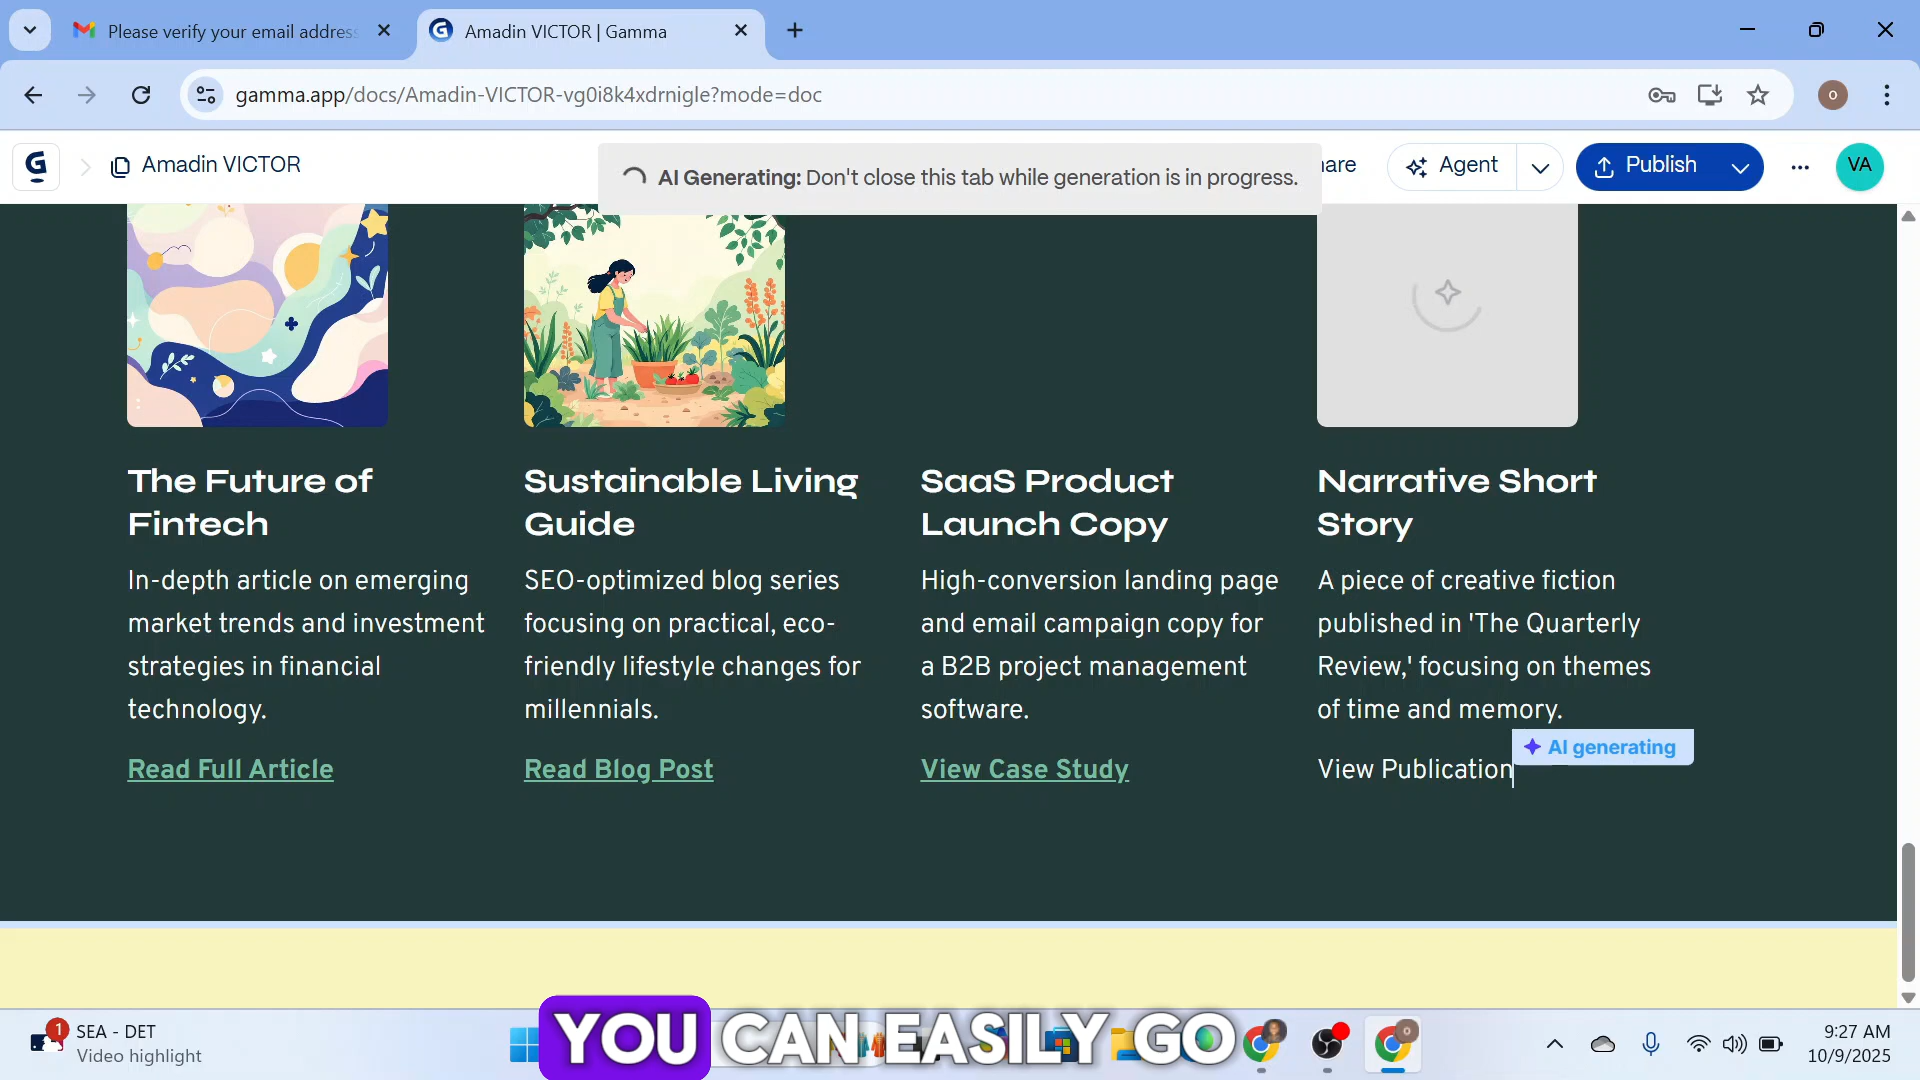 Please verify your email address
Amadin VICTOR | Gamma
gamma.app/docs/Amadin-VICTOR-vg0i8k4xdrnigle?mode=doc
O
G
Amadin VICTOR
AI Generating: Don't close this tab while generation is in progress.
hare
Agent
Publish
VA
The Future of
Fintech
In-depth article on emerging
market trends and investment
strategies in financial
technology.
Read Full Article
Sustainable Living
Guide
SEO-optimized blog series
focusing on practical, eco-
friendly lifestyle changes for
millennials.
Read Blog Post
SaaS Product
Launch Copy
High-conversion landing page
and email campaign copy for
a B2B project management
software.
View Case Study
Narrative Short
Story
A piece of creative fiction
published in 'The Quarterly
Review,' focusing on themes
of time and memory.
AI generating
View Publication
1
SEA - DET
Video highlight
YOU CAN EASILY GO
9:27 AM
10/9/2025